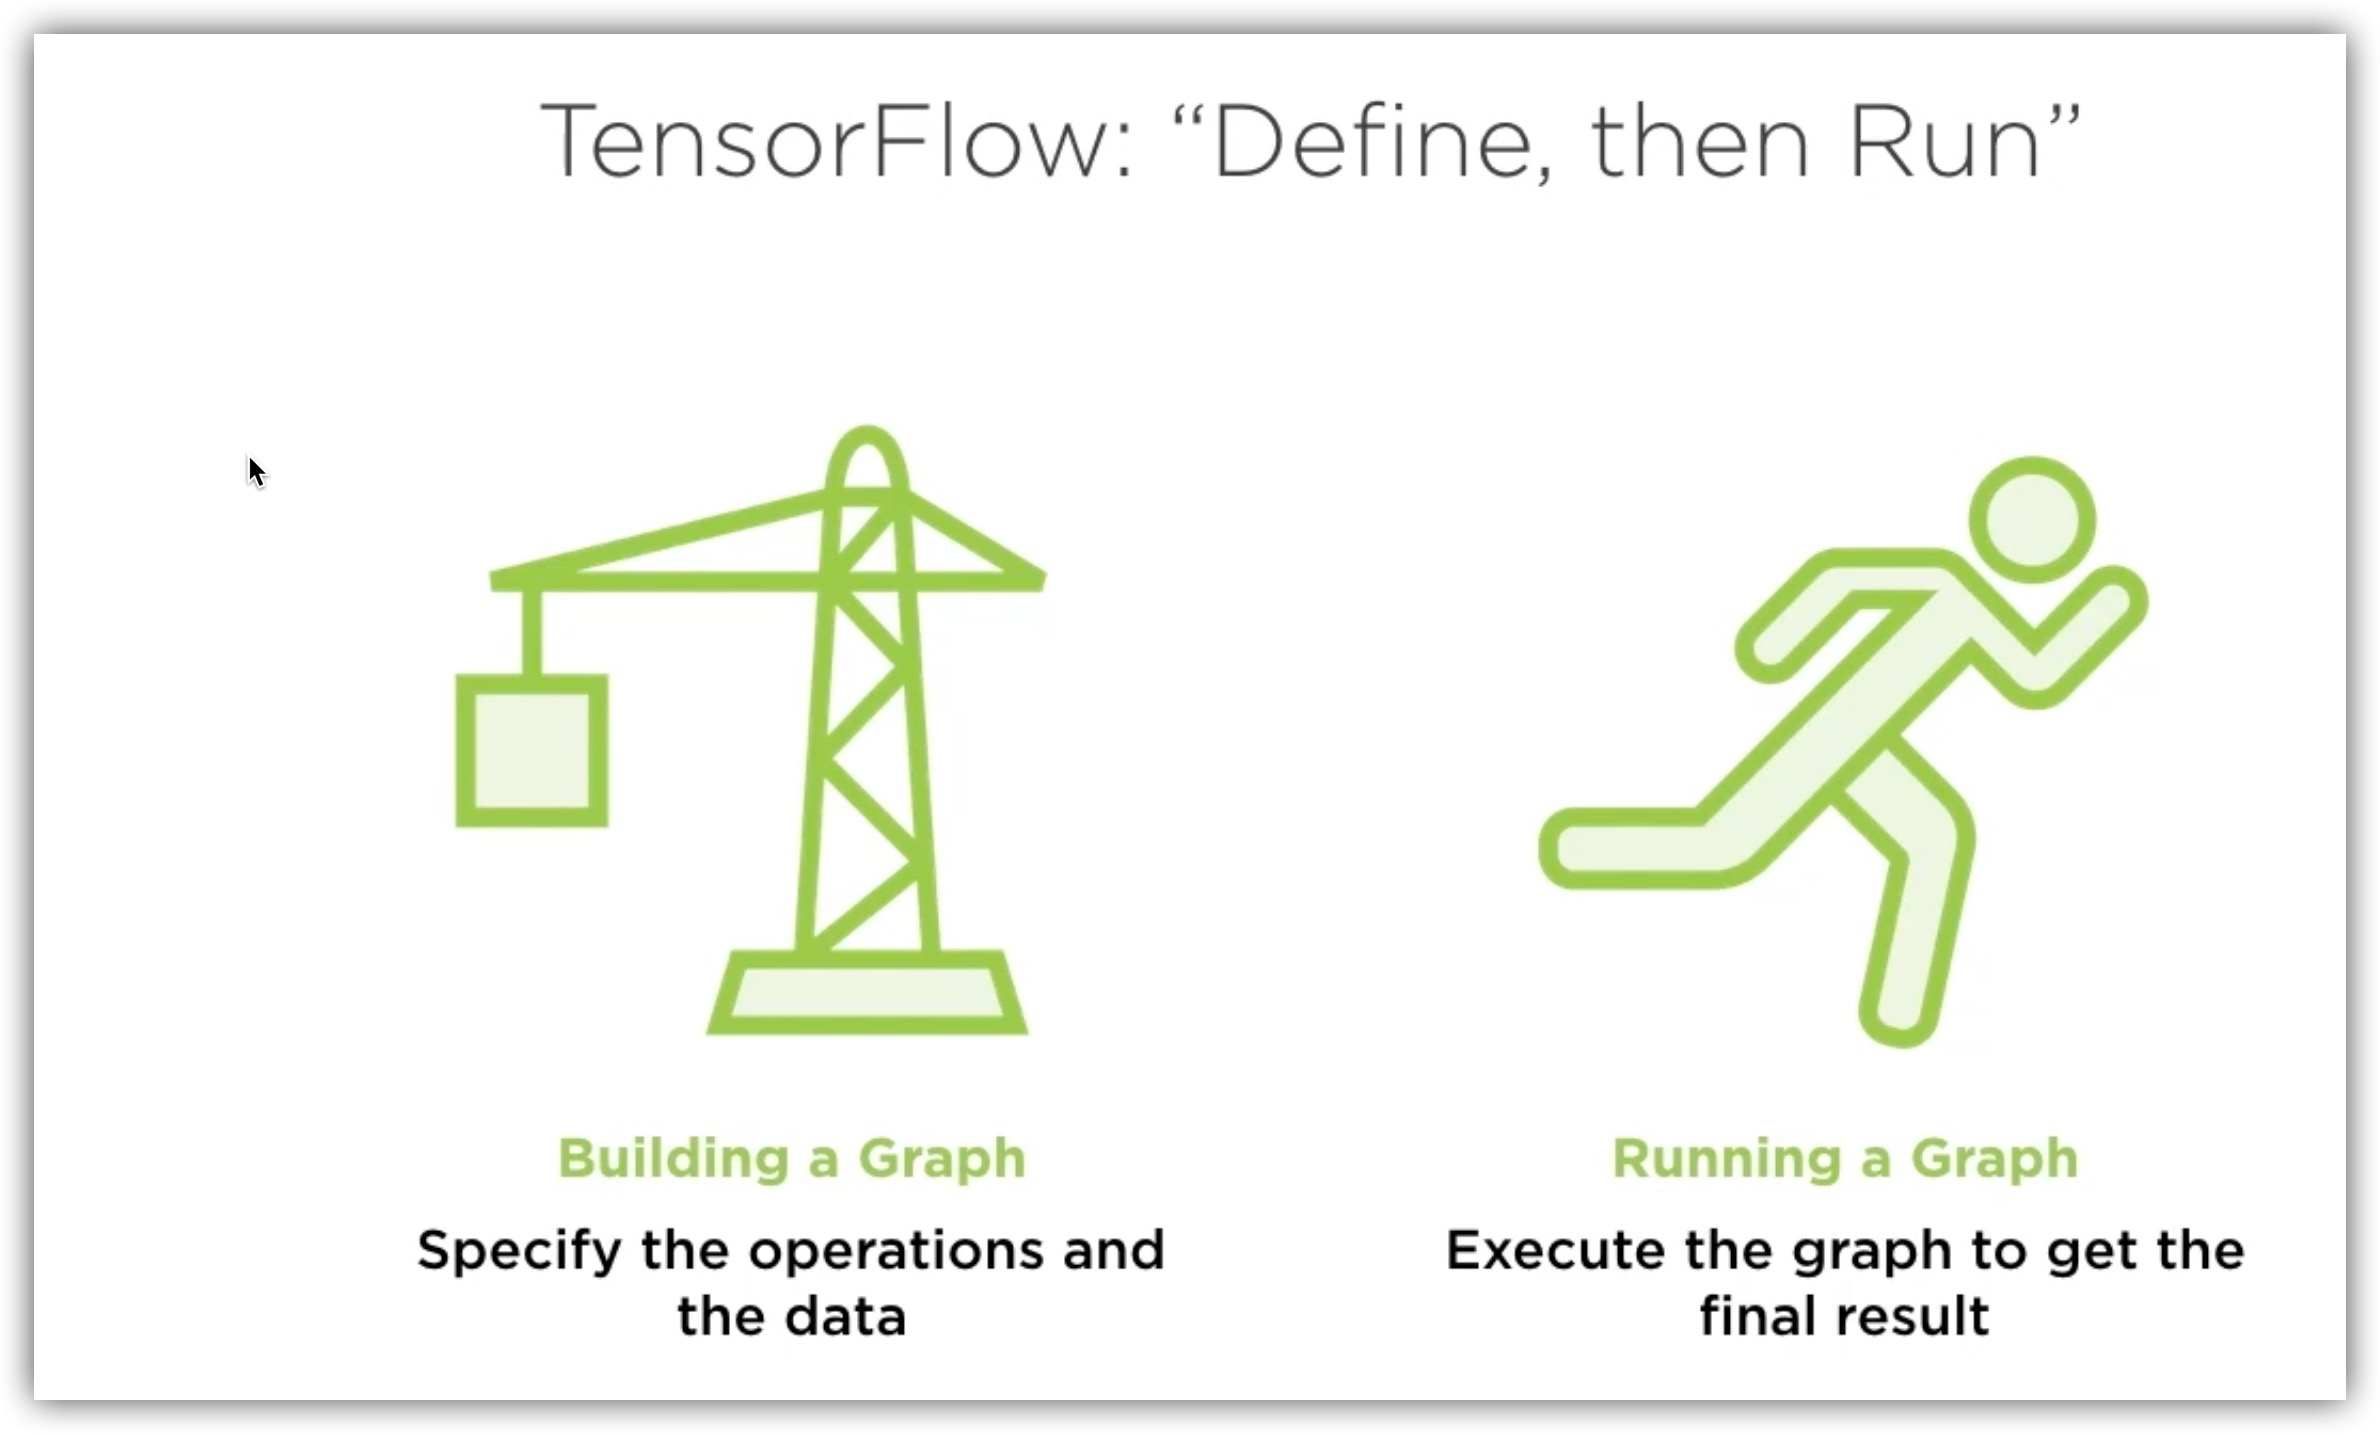 TensorFlow: “Define, then Run”
Building a Graph
Specify the operations and
the data
Running a Graph
Execute the graph to get the
final result